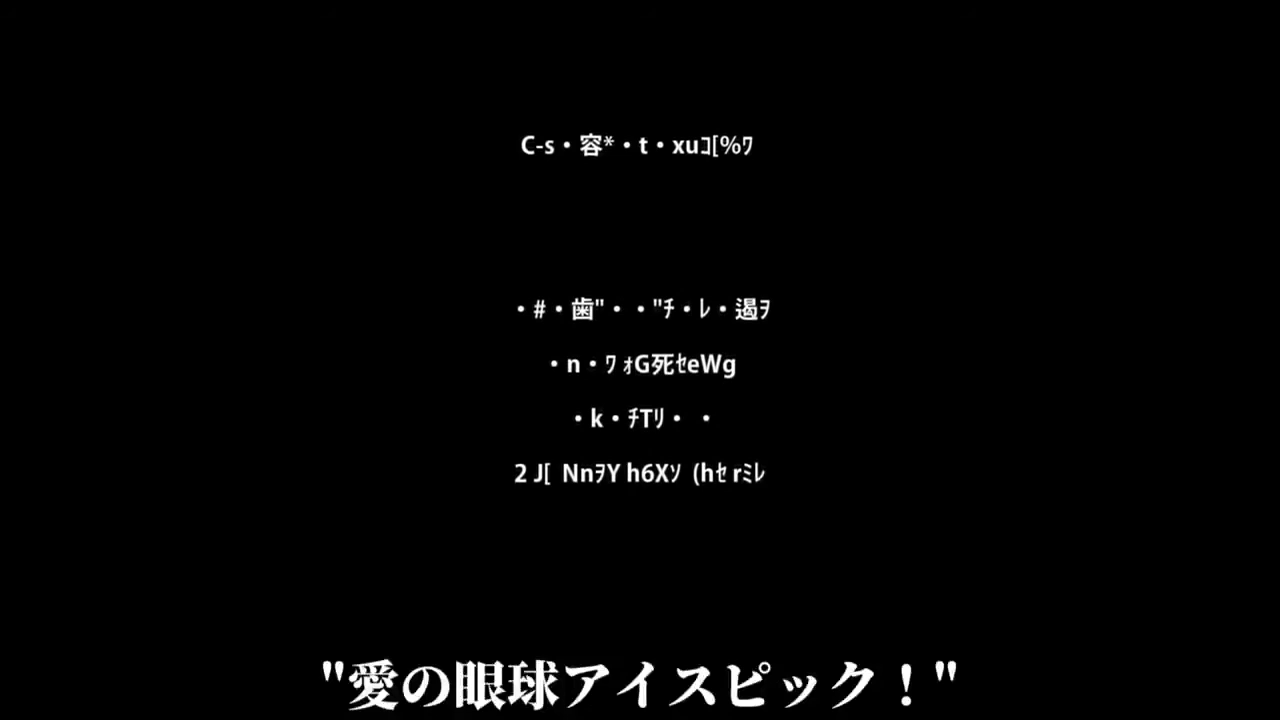 C-s・容*・t・xuｺ[%ﾜ
・#・歯"・・"ﾁ・ﾚ・遏ｦ
・n・ﾜ ｫG死ｾeWg
・k・ﾁTﾘ・ ・
2 J[ NnｦY h6Xｿ (hｾ rﾐﾚ
"愛の眼球アイスピック！"